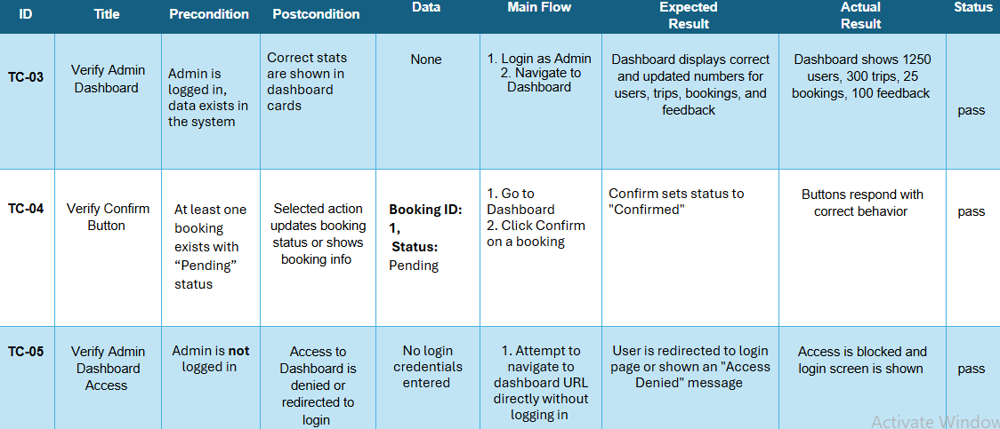 ID
Title
Precondition
Postcondition
Data
Main Flow
Expected
Result
Actual
Result
Status
TC-03
Verify Admin
Dashboard
Admin is
logged in,
data exists in
the system
Correct stats
are shown in
dashboard
cards
None
1. Login as Admin
2. Navigate to
Dashboard
Dashboard displays correct
and updated numbers for
users, trips, bookings, and
feedback
Dashboard shows 1250
users, 300 trips, 25
bookings, 100 feedback
pass
TC-04
Verify Confirm
Button
At least one
booking
exists with
“Pending”
status
Selected action
updates booking
status or shows
booking info
Booking ID:
1,
Status:
Pending
1. Go to
Dashboard
2. Click Confirm
on a booking
Confirm sets status to
"Confirmed"
Buttons respond with
correct behavior
pass
TC-05
Verify Admin
Dashboard
Access
Admin is not
logged in
Access to
Dashboard is
denied or
redirected to
login
No login
credentials
entered
1. Attempt to
navigate to
dashboard URL
directly without
logging in
User is redirected to login
page or shown an "Access
Denied" message
Access is blocked and
login screen is shown
pass
Activate Window